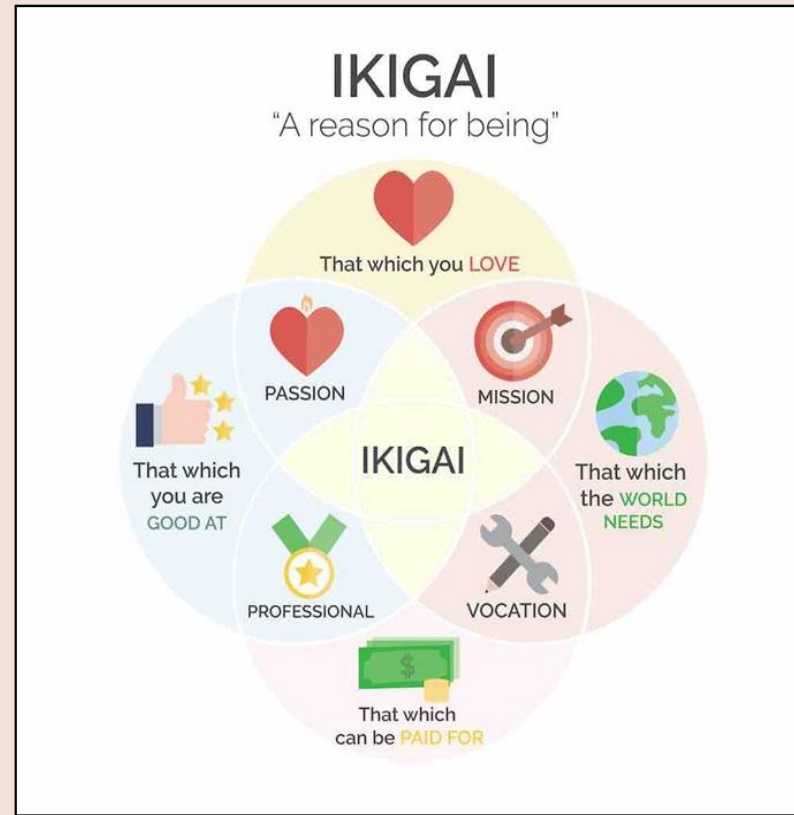 IKIGAI
“A reason for being”
That which you LOVE
PASSION
MISSION
That which
you are
GOOD AT
IKIGAI
That which
the WORLD
NEEDS
PROFESSIONAL
VOCATION
$
That which
can be PAID FOR